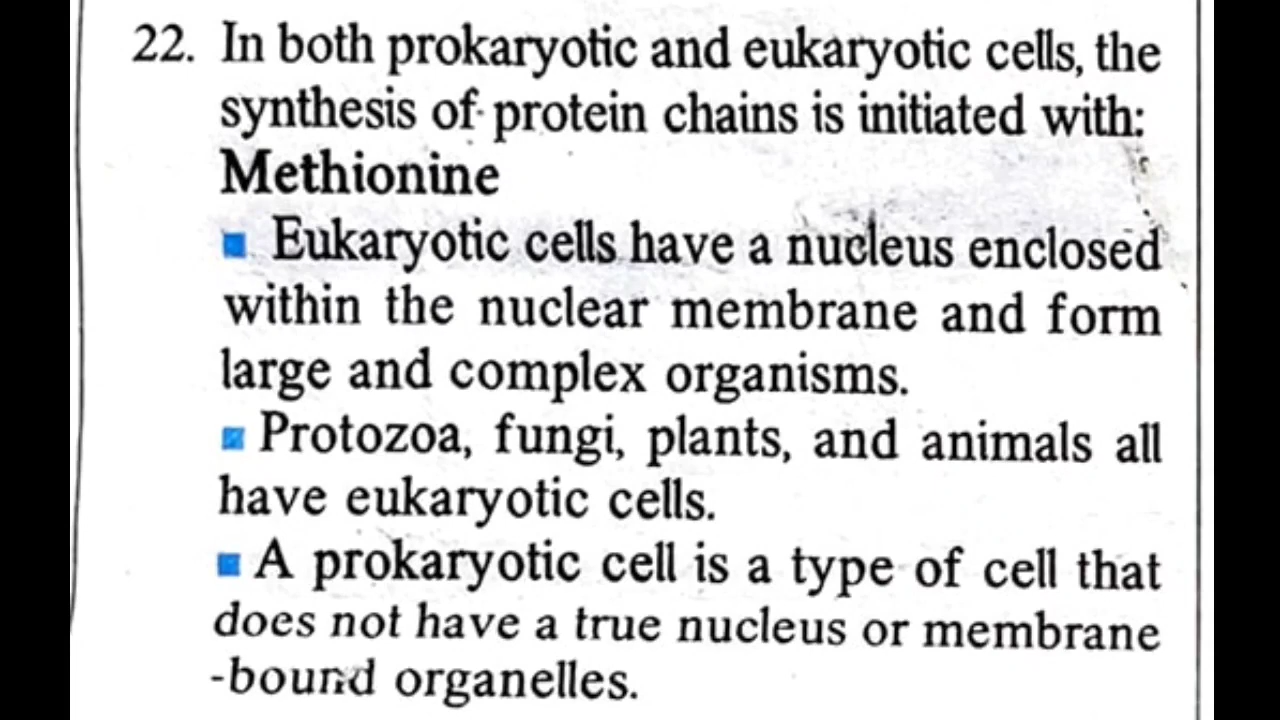 22. In both prokaryotic and eukaryotic cells, the
synthesis of protein chains is initiated with:
Methionine
■ Eukaryotic cells have a nucleus enclosed
within the nuclear membrane and form
large and complex organisms.
■ Protozoa, fungi, plants, and animals all
have eukaryotic cells.
■ A prokaryotic cell is a type of cell that
does not have a true nucleus or membrane
-bound organelles.